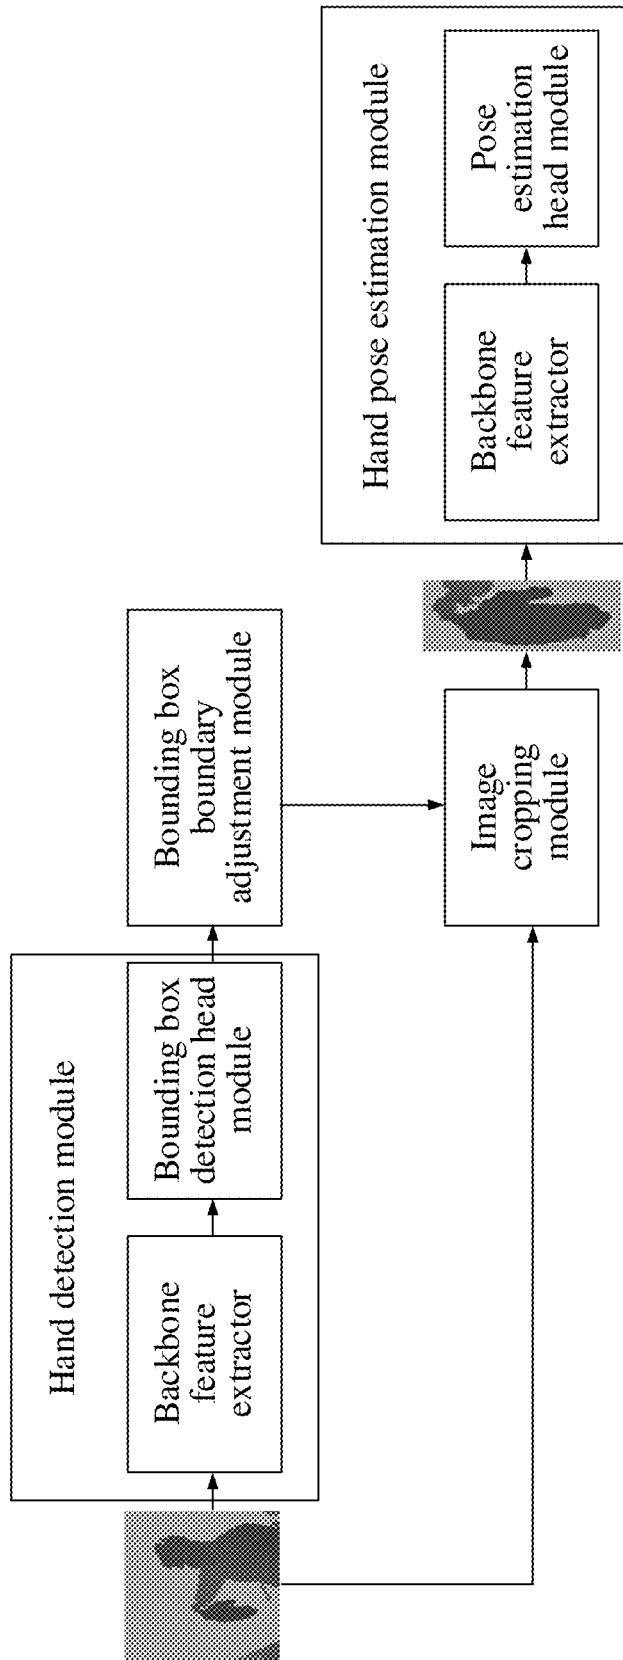 Hand detection module
Backbone
feature
extractor
Bounding box
detection head
module
Bounding box
boundary
adjustment module
Image
cropping
module
Hand pose estimation module
Backbone
feature
extractor
Pose
estimation
head module